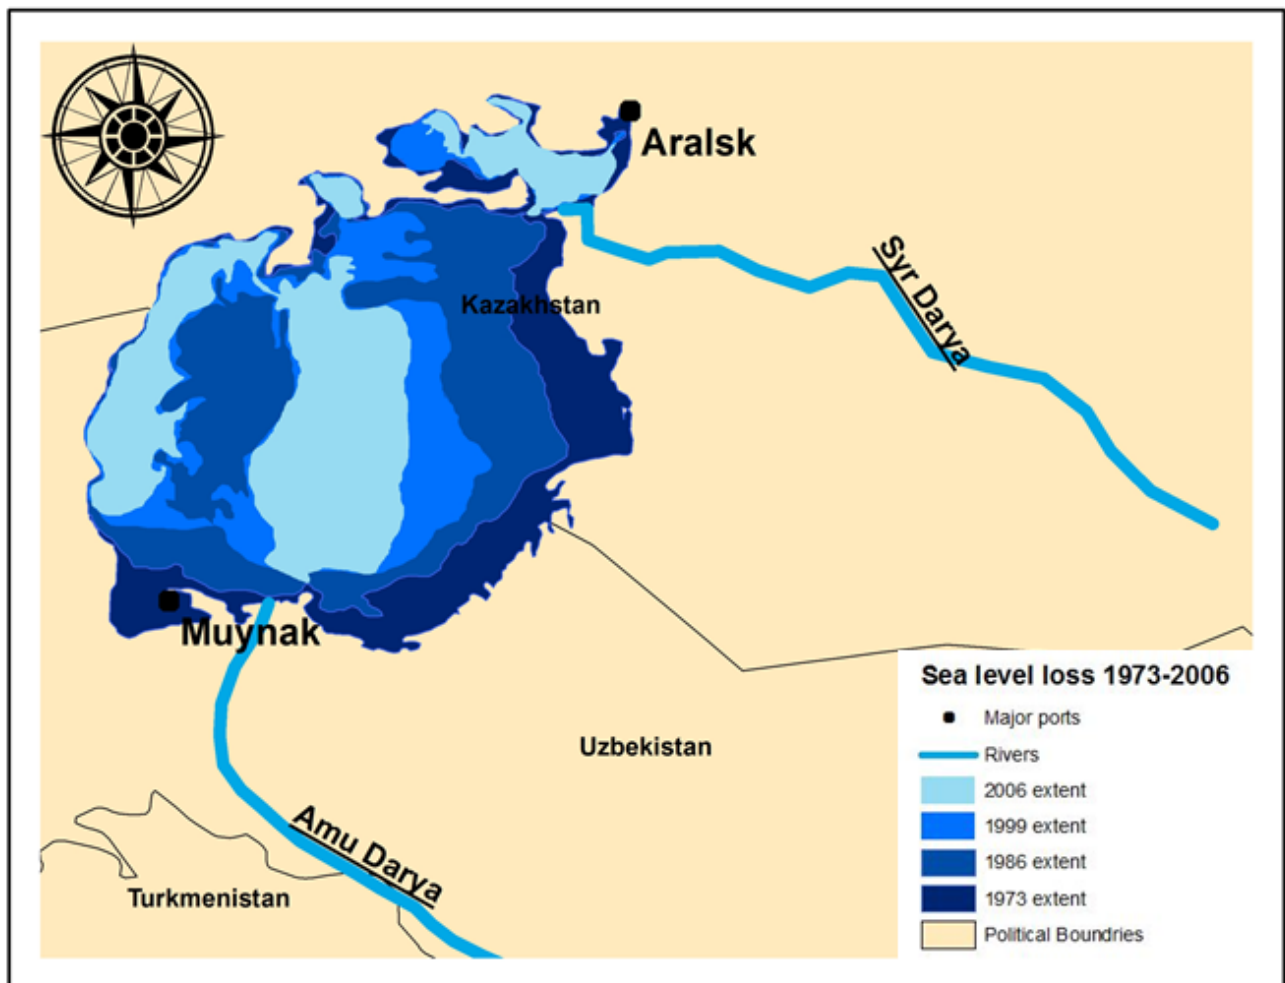 Aralsk
Syr Darya
Kazakhstan
Muynak
Uzbekistan
Amu Darya
Turkmenistan
Sea level loss 1973-2006
Major ports
Rivers
2006 extent
1999 extent
1986 extent
1973 extent
Political Boundries